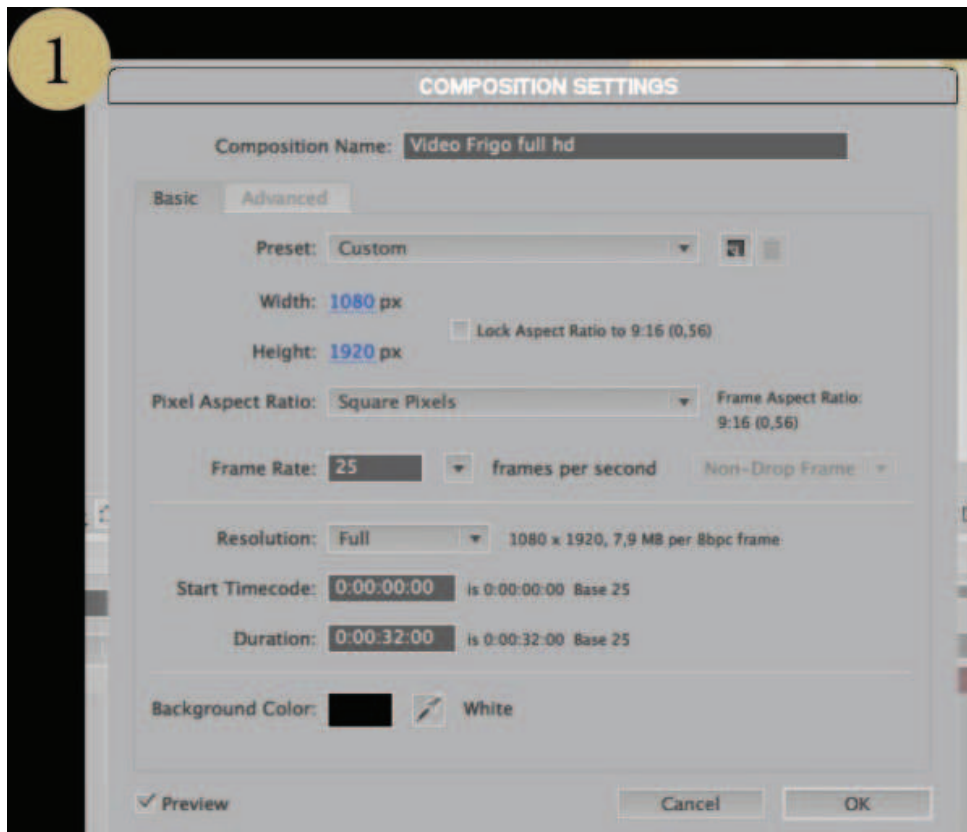 1
COMPOSITION SETTINGS
Composition Name: Video Frigo full hd
Basic Advanced
Preset: Custom
Width: 1080 px
Lock Aspect Ratio to 9:16 (0,56)
Height: 1920 px
Pixel Aspect Ratio: Square Pixels
Frame Aspect Ratio:
9:16 (0,56)
Frame Rate: 25 frames per second Non-Drop Frame
Resolution: Full 1080 x 1920, 7,9 MB per 8bpc frame
Start Timecode: 0:00:00:00 is 0:00:00:00 Base 25
Duration: 0:00:32:00 is 0:00:32:00 Base 25
Background Color: White
Preview Cancel OK